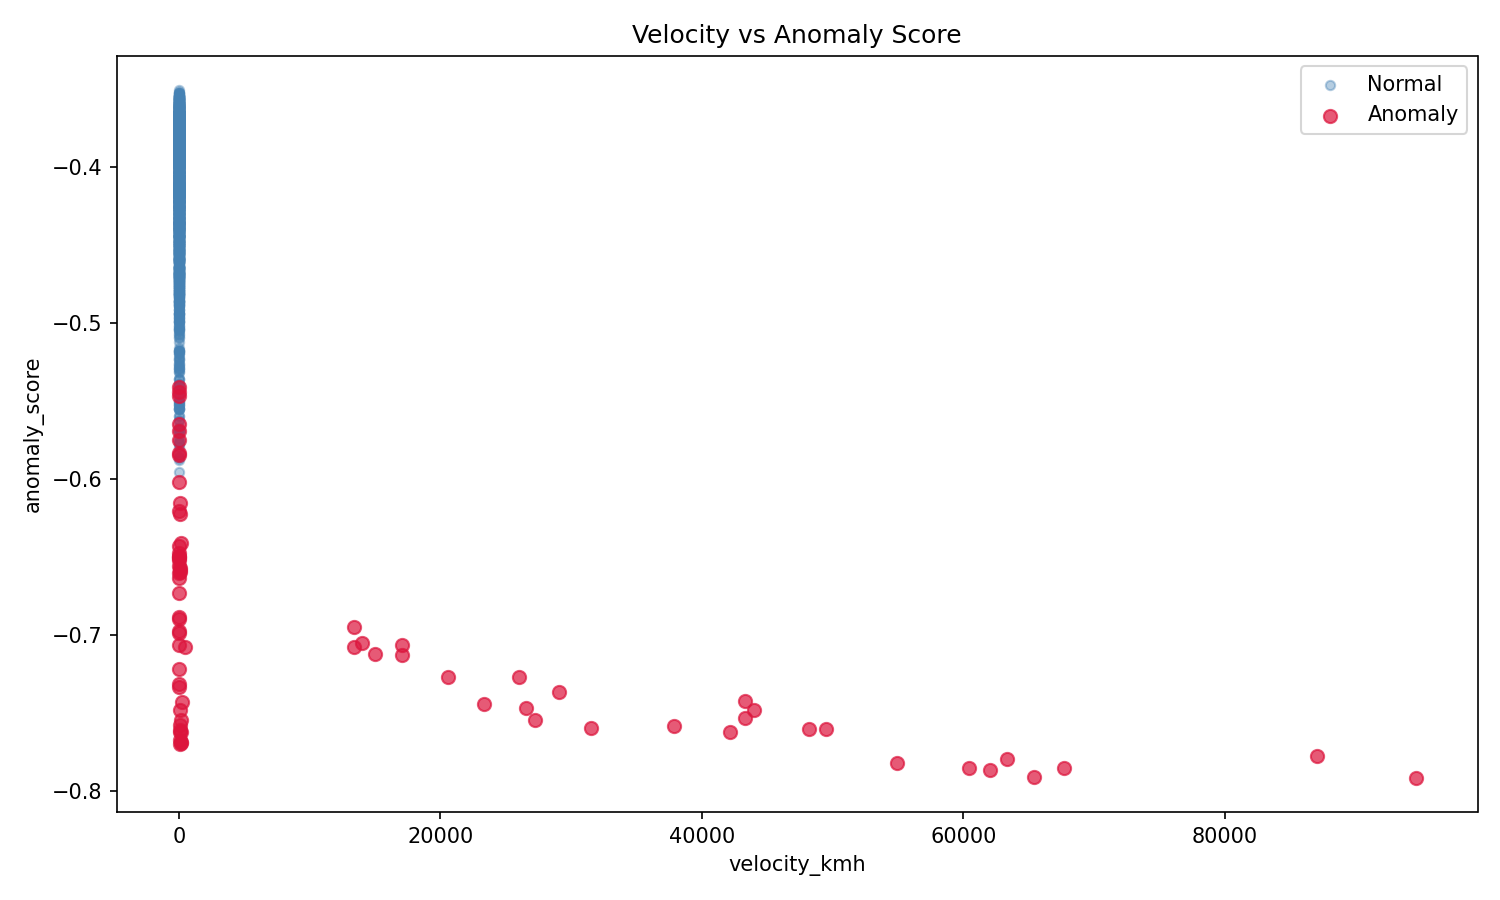 Velocity vs Anomaly Score
Normal
Anomaly
anomaly_score
−0.4
−0.5
−0.6
−0.7
−0.8
0
20000
40000
60000
80000
velocity_kmh